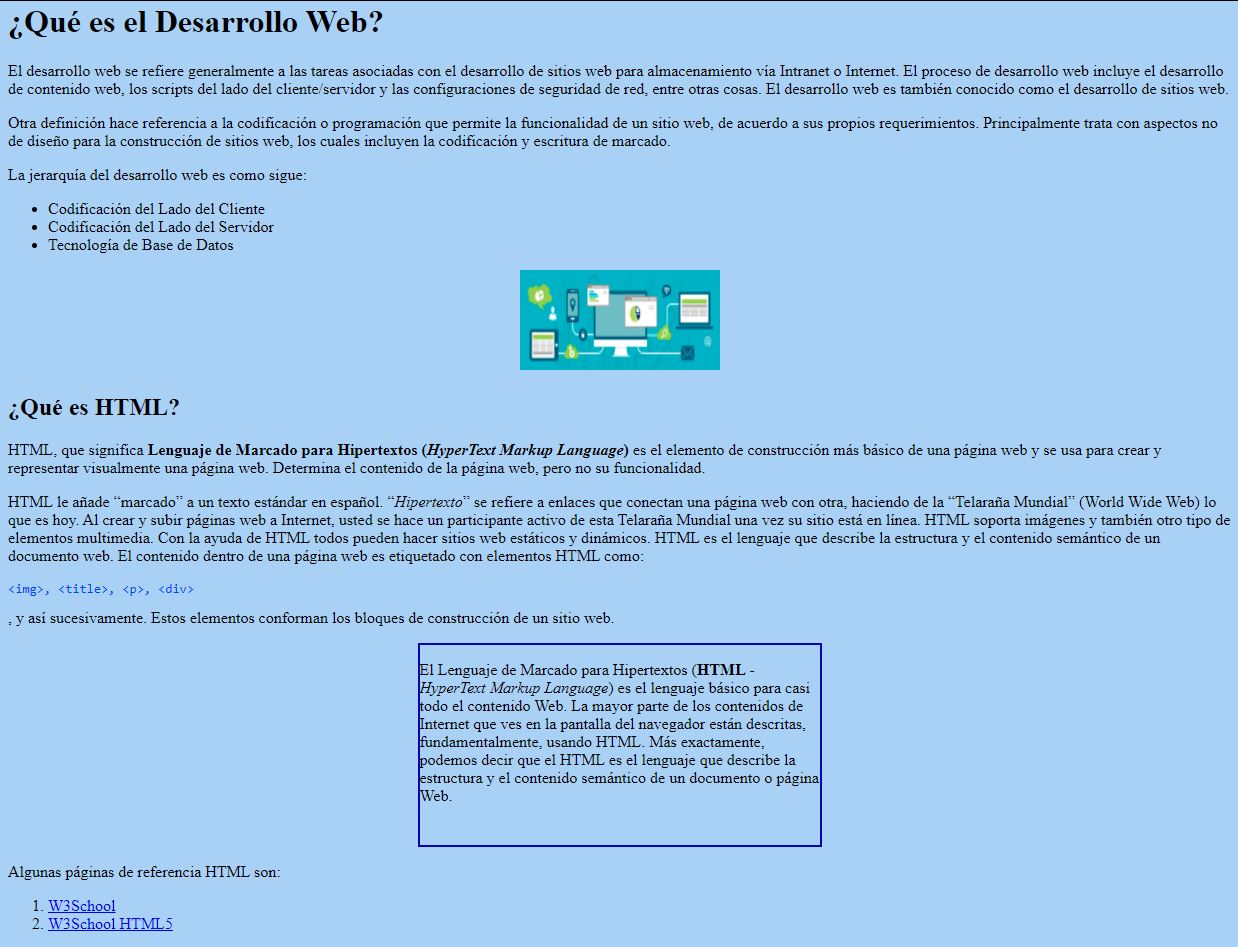 ¿Qué es el Desarrollo Web?
El desarrollo web se refiere generalmente a las tareas asociadas con el desarrollo de sitios web para almacenamiento vía Intranet o Internet. El proceso de desarrollo web incluye el desarrollo
de contenido web, los scripts del lado del cliente/servidor y las configuraciones de seguridad de red, entre otras cosas. El desarrollo web es también conocido como el desarrollo de sitios web.
Otra definición hace referencia a la codificación o programación que permite la funcionalidad de un sitio web, de acuerdo a sus propios requerimientos. Principalmente trata con aspectos no
de diseño para la construcción de sitios web, los cuales incluyen la codificación y escritura de marcado.
La jerarquía del desarrollo web es como sigue:
• Codificación del Lado del Cliente
• Codificación del Lado del Servidor
• Tecnología de Base de Datos
¿Qué es HTML?
HTML, que significa Lenguaje de Marcado para Hipertextos (HyperText Markup Language) es el elemento de construcción más básico de una página web y se usa para crear y
representar visualmente una página web. Determina el contenido de la página web, pero no su funcionalidad.
HTML le añade “marcado” a un texto estándar en español. “Hipertexto” se refiere a enlaces que conectan una página web con otra, haciendo de la “Telaraña Mundial” (World Wide Web) lo
que es hoy. Al crear y subir páginas web a Internet, usted se hace un participante activo de esta Telaraña Mundial una vez su sitio está en línea. HTML soporta imágenes y también otro tipo de
elementos multimedia. Con la ayuda de HTML todos pueden hacer sitios web estáticos y dinámicos. HTML es el lenguaje que describe la estructura y el contenido semántico de un
documento web. El contenido dentro de una página web es etiquetado con elementos HTML como:
<img>, <title>, <p>, <div>
, y así sucesivamente. Estos elementos conforman los bloques de construcción de un sitio web.
El Lenguaje de Marcado para Hipertextos (HTML -
HyperText Markup Language) es el lenguaje básico para casi
todo el contenido Web. La mayor parte de los contenidos de
Internet que ves en la pantalla del navegador están descritas,
fundamentalmente, usando HTML. Más exactamente,
podemos decir que el HTML es el lenguaje que describe la
estructura y el contenido semántico de un documento o página
Web.
Algunas páginas de referencia HTML son:
1. W3School
2. W3School HTML5